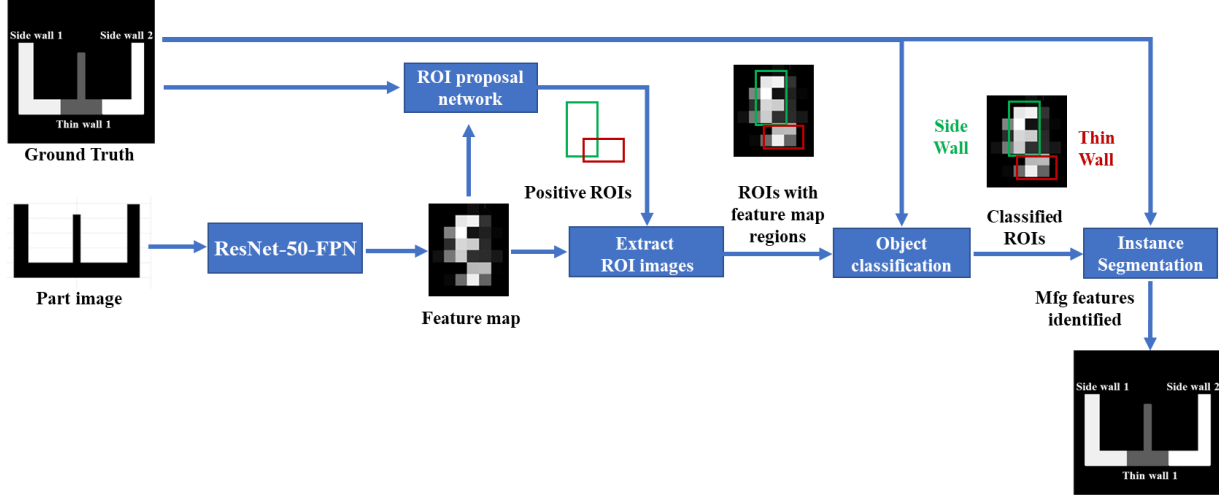 Side wall 1
Side wall 2
Thin wall 1
Ground Truth
ROI proposal
network
Positive ROIs
ROIs with
feature map
regions
Side
Wall
Thin
Wall
Classified
ROIs
Part image
ResNet-50-FPN
Feature map
Extract
ROI images
Object
classification
Instance
Segmentation
Mfg features
identified
Side wall 1
Side wall 2
Thin wall 1